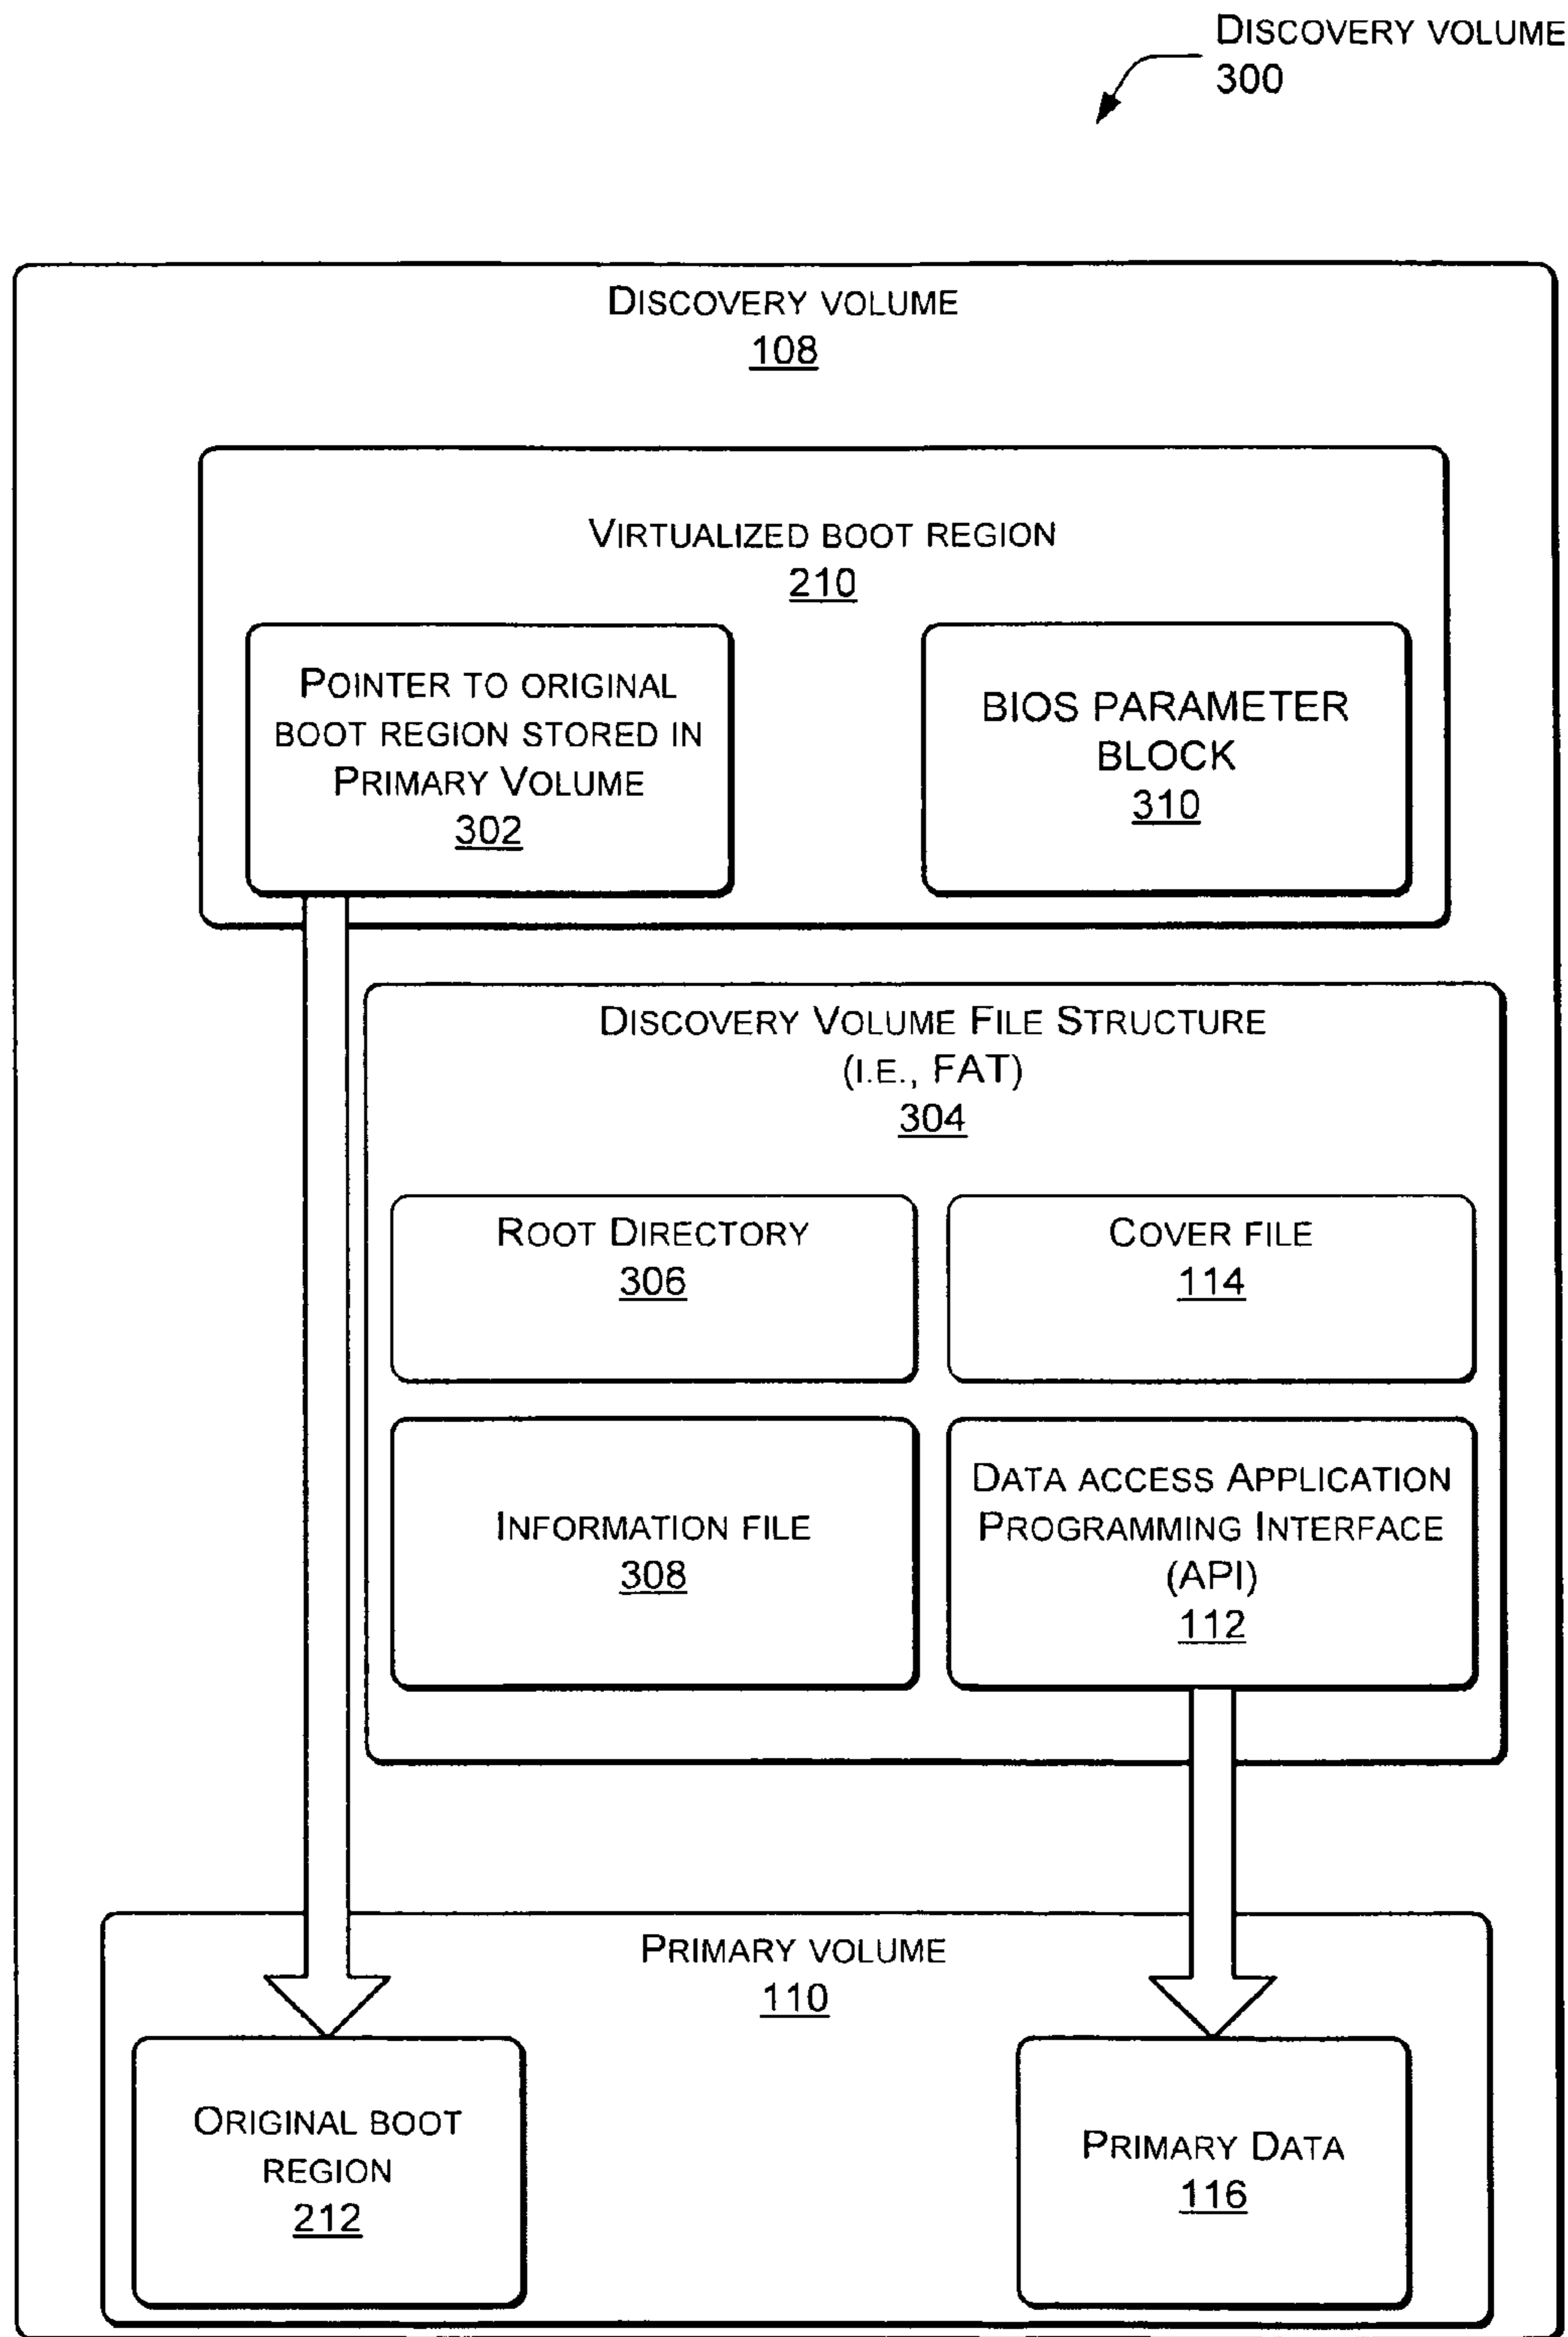 DISCOVERY VOLUME
300
DISCOVERY VOLUME
108
VIRTUALIZED BOOT REGION
210
POINTER TO ORIGINAL
BOOT REGION STORED IN
PRIMARY VOLUME
302
BIOS PARAMETER
BLOCK
310
DISCOVERY VOLUME FILE STRUCTURE
(I.E., FAT)
304
ROOT DIRECTORY
306
COVER FILE
114
INFORMATION FILE
308
DATA ACCESS APPLICATION
PROGRAMMING INTERFACE
(API)
112
PRIMARY VOLUME
110
ORIGINAL BOOT
REGION
212
PRIMARY DATA
116